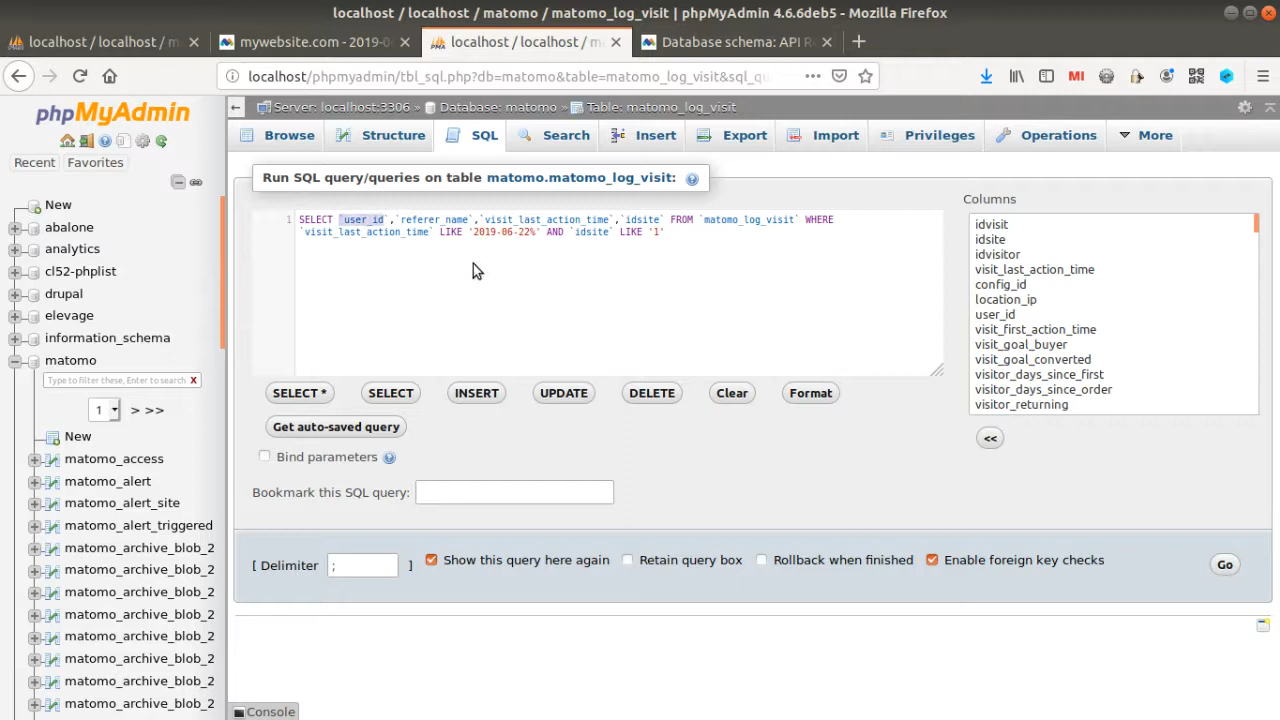 localhost / localhost / matomo / matomo_log_visit | phpMyAdmin 4.6.6deb5 - Mozilla Firefox
localhost / localhost / m
mywebsite.com - 2019-0
localhost / localhost / m
Database schema: API R
localhost/phpmyadmin/tbl_sql.php?db=matomo&table=matomo_log_visit&sql_qu
phpMyAdmin
Recent
Favorites
New
abalone
analytics
cl52-phplist
drupal
elevage
information_schema
matomo
Type to filter these, Enter to search X
1 > >>
New
matomo_access
matomo_alert
matomo_alert_site
matomo_alert_triggered
matomo_archive_blob_2
matomo_archive_blob_2
matomo_archive_blob_2
matomo_archive_blob_2
matomo_archive_blob_2
matomo_archive_blob_2
matomo_archive_blob_2
matomo_archive_blob_2
Server: localhost:3306 » Database: matomo » Table: matomo_log_visit
Browse
Structure
SQL
Search
Insert
Export
Import
Privileges
Operations
More
Run SQL query/queries on table matomo.matomo_log_visit:
1 SELECT `user_id`,`referer_name`,`visit_last_action_time`,`idsite` FROM `matomo_log_visit` WHERE
`visit_last_action_time` LIKE '2019-06-22%' AND `idsite` LIKE '1'
Columns
idvisit
idsite
idvisitor
visit_last_action_time
config_id
location_ip
user_id
visit_first_action_time
visit_goal_buyer
visit_goal_converted
visitor_days_since_first
visitor_days_since_order
visitor_returning
<<
SELECT *
SELECT
INSERT
UPDATE
DELETE
Clear
Format
Get auto-saved query
Bind parameters
Bookmark this SQL query:
[ Delimiter ; ]
Show this query here again
Retain query box
Rollback when finished
Enable foreign key checks
Go
Console